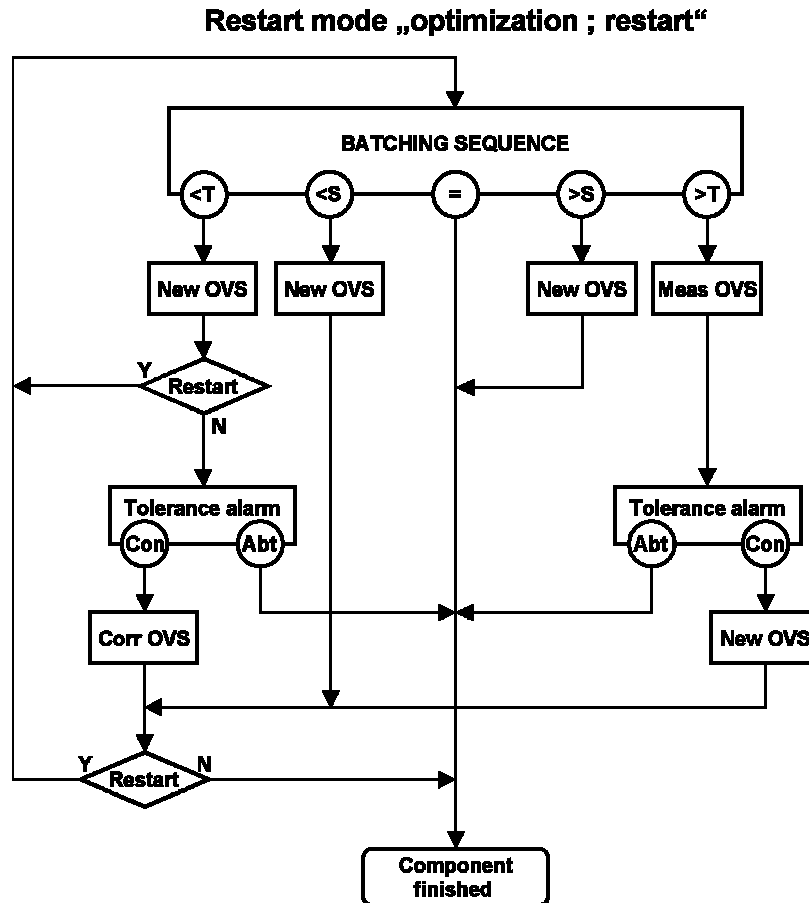 Restart mode „optimization ; restart“
BATCHING SEQUENCE
<T
<S
=
>S
>T
New OVS
New OVS
New OVS
Meas OVS
Y
Restart
N
Tolerance alarm
Con
Abt
Tolerance alarm
Abt
Con
Corr OVS
New OVS
Y
Restart
N
Component
finished